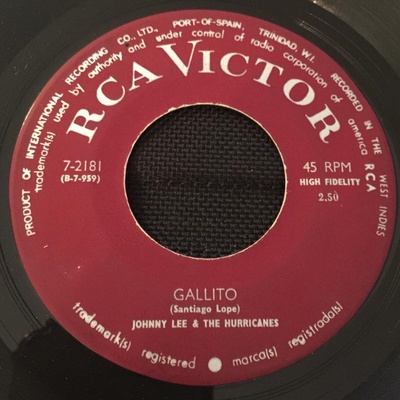 PRODUCT OF INTERNATIONAL RECORDING CO., LTD., PORT-OF-SPAIN, TRINIDAD, W.I. RECORDED IN THE WEST INDIES
trademark(s) used by authority and under control of radio corporation of america RCA
RCA VICTOR
7-2181
(B-7-959)
45 RPM
HIGH FIDELITY
2.50
GALLITO
(Santiago Lope)
JOHNNY LEE & THE HURRICANES
trademark(s) registered marca(s) registrada(s)